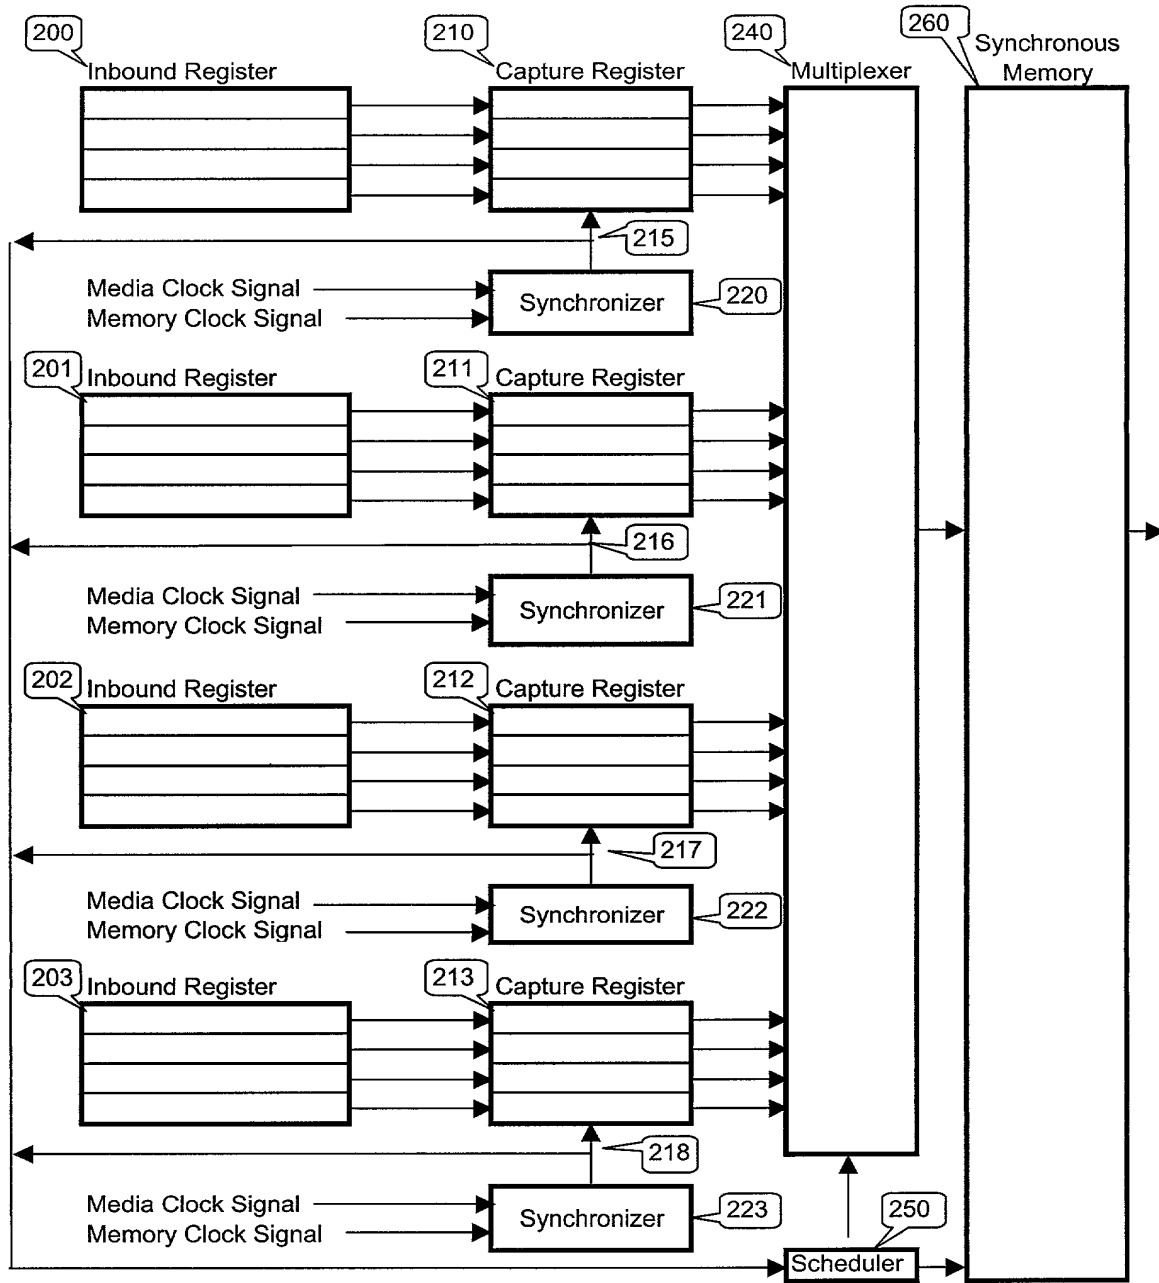 200
210
240
260
Synchronous
Memory
Inbound Register
Capture Register
Multiplexer
215
Media Clock Signal
Memory Clock Signal
Synchronizer
220
201
Inbound Register
211
Capture Register
216
Media Clock Signal
Memory Clock Signal
Synchronizer
221
202
Inbound Register
212
Capture Register
217
Media Clock Signal
Memory Clock Signal
Synchronizer
222
203
Inbound Register
213
Capture Register
218
Media Clock Signal
Memory Clock Signal
Synchronizer
223
250
Scheduler